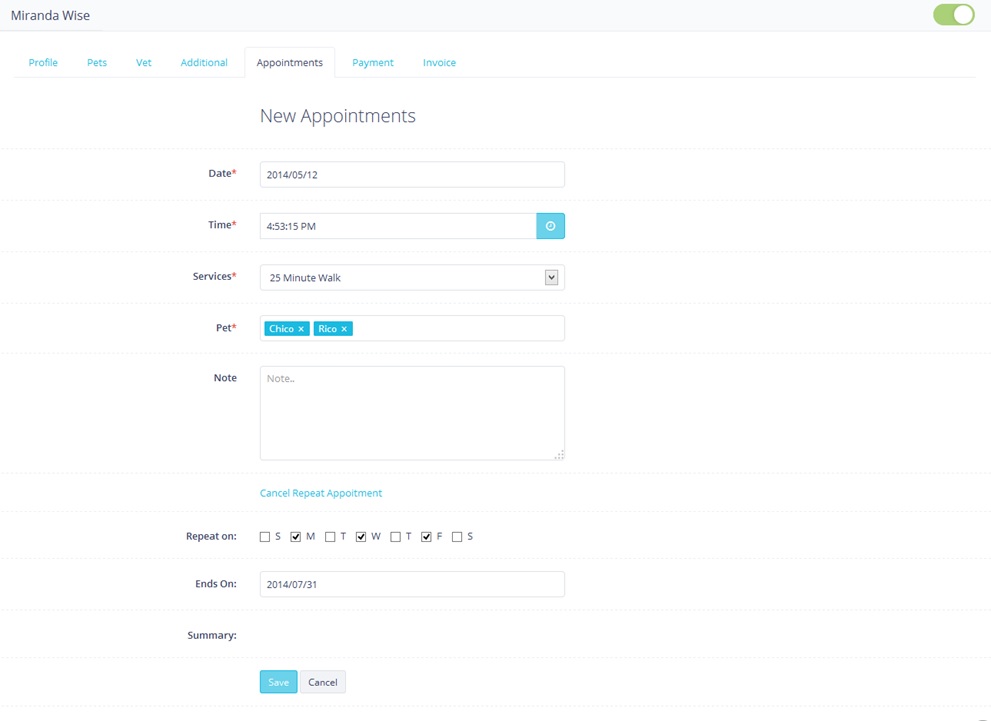 Miranda Wise
Profile Pets Vet Additional Appointments Payment Invoice
New Appointments
Date* 2014/05/12
Time* 4:53:15 PM
Services* 25 Minute Walk
Pet* Chico × Rico ×
Note Note..
Cancel Repeat Appoitment
Repeat on: S M T W T F S
Ends On: 2014/07/31
Summary:
Save Cancel